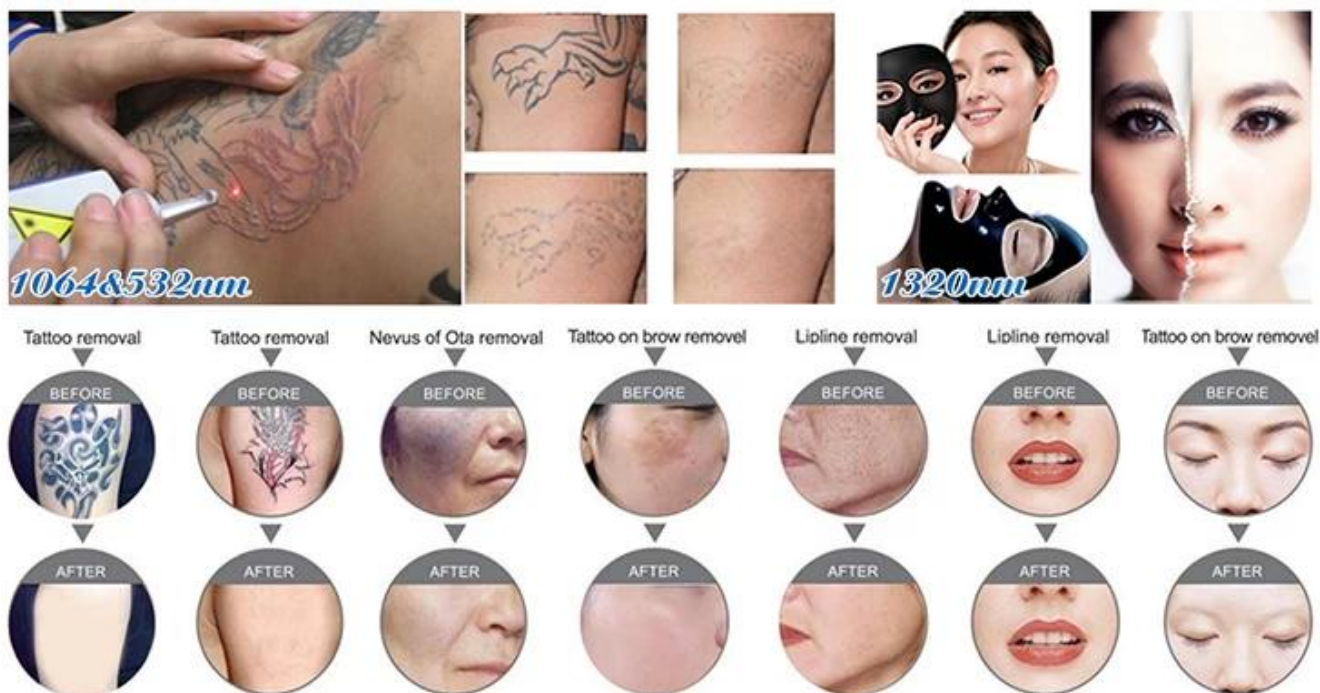 1064&532nm
1320nm
Tattoo removal
Tattoo removal
Nevus of Ota removal
Tattoo on brow removel
Lipline removal
Lipline removal
Tattoo on brow removel
BEFORE
BEFORE
BEFORE
BEFORE
BEFORE
BEFORE
BEFORE
AFTER
AFTER
AFTER
AFTER
AFTER
AFTER
AFTER